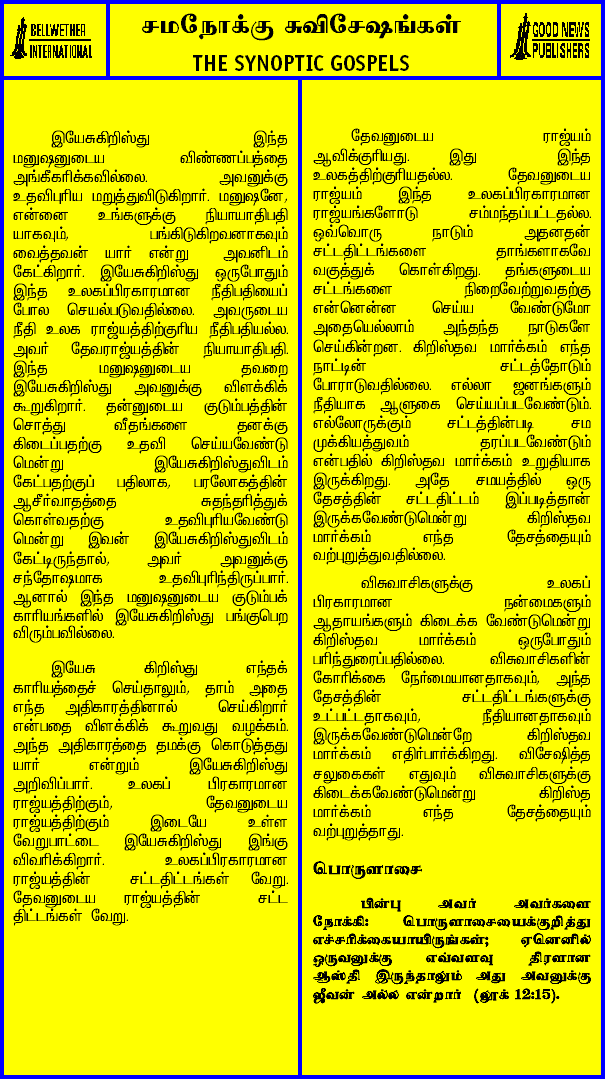 BELLWETHER
INTERNATIONAL
சமநோக்கு சுவிசேஷங்கள்
THE SYNOPTIC GOSPELS
GOOD NEWS
PUBLISHERS
இயேசுகிறிஸ்து இந்த
மனுஷனுடைய விண்ணப்பத்தை
அங்கீகரிக்கவில்லை. அவனுக்கு
உதவிபுரிய மறுத்துவிடுகிறார். மனுஷனே,
என்னை உங்களுக்கு நியாயாதிபதி
யாகவும், பங்கிடுகிறவனாகவும்
வைத்தவன் யார் என்று அவனிடம்
கேட்கிறார். இயேசுகிறிஸ்து ஒருபோதும்
இந்த உலகப்பிரகாரமான நீதிபதியைப்
போல செயல்படுவதில்லை. அவருடைய
நீதி உலக ராஜ்யத்திற்குரிய நீதிபதியல்ல.
அவர் தேவராஜ்யத்தின் நியாயாதிபதி.
இந்த மனுஷனுடைய தவறை
இயேசுகிறிஸ்து அவனுக்கு விளக்கிக்
கூறுகிறார். தன்னுடைய குடும்பத்தின்
சொத்து வீதங்களை தனக்கு
கிடைப்பதற்கு உதவி செய்யவேண்டு
மென்று இயேசுகிறிஸ்துவிடம்
கேட்பதற்குப் பதிலாக, பரலோகத்தின்
ஆசீர்வாதத்தை சுதந்தரித்துக்
கொள்வதற்கு உதவிபுரியவேண்டு
மென்று இவன் இயேசுகிறிஸ்துவிடம்
கேட்டிருந்தால், அவர் அவனுக்கு
சந்தோஷமாக உதவிபுரிந்திருப்பார்.
ஆனால் இந்த மனுஷனுடைய குடும்பக்
காரியங்களில் இயேசுகிறிஸ்து பங்குபெற
விரும்பவில்லை.
இயேசு கிறிஸ்து எந்தக்
காரியத்தைச் செய்தாலும், தாம் அதை
எந்த அதிகாரத்தினால் செய்கிறார்
என்பதை விளக்கிக் கூறுவது வழக்கம்.
அந்த அதிகாரத்தை தமக்கு கொடுத்தது
யார் என்றும் இயேசுகிறிஸ்து
அறிவிப்பார். உலகப் பிரகாரமான
ராஜ்யத்திற்கும், தேவனுடைய
ராஜ்யத்திற்கும் இடையே உள்ள
வேறுபாட்டை இயேசுகிறிஸ்து இங்கு
விவரிக்கிறார். உலகப்பிரகாரமான
ராஜ்யத்தின் சட்டதிட்டங்கள் வேறு.
தேவனுடைய ராஜ்யத்தின் சட்ட
திட்டங்கள் வேறு.
தேவனுடைய ராஜ்யம்
ஆவிக்குரியது. இது இந்த
உலகத்திற்குரியதல்ல. தேவனுடைய
ராஜ்யம் இந்த உலகப்பிரகாரமான
ராஜ்யங்களோடு சம்மந்தப்பட்டதல்ல.
ஒவ்வொரு நாடும் அதனதன்
சட்டதிட்டங்களை தாங்களாகவே
வகுத்துக் கொள்கிறது. தங்களுடைய
சட்டங்களை நிறைவேற்றுவதற்கு
என்னென்ன செய்ய வேண்டுமோ
அதையெல்லாம் அந்தந்த நாடுகளே
செய்கின்றன. கிறிஸ்தவ மார்க்கம் எந்த
நாட்டின் சட்டத்தோடும்
போராடுவதில்லை. எல்லா ஜனங்களும்
நீதியாக ஆளுகை செய்யப்படவேண்டும்.
எல்லோருக்கும் சட்டத்தின்படி சம
முக்கியத்துவம் தரப்படவேண்டும்
என்பதில் கிறிஸ்தவ மார்க்கம் உறுதியாக
இருக்கிறது. அதே சமயத்தில் ஒரு
தேசத்தின் சட்டதிட்டம் இப்படித்தான்
இருக்கவேண்டுமென்று கிறிஸ்தவ
மார்க்கம் எந்த தேசத்தையும்
வற்புறுத்துவதில்லை.
விசுவாசிகளுக்கு உலகப்
பிரகாரமான நன்மைகளும்
ஆதாயங்களும் கிடைக்க வேண்டுமென்று
கிறிஸ்தவ மார்க்கம் ஒருபோதும்
பரிந்துரைப்பதில்லை. விசுவாசிகளின்
கோரிக்கை நேர்மையானதாகவும், அந்த
தேசத்தின் சட்டதிட்டங்களுக்கு
உட்பட்டதாகவும், நீதியானதாகவும்
இருக்கவேண்டுமென்றே கிறிஸ்தவ
மார்க்கம் எதிர்பார்க்கிறது. விசேஷித்த
சலுகைகள் எதுவும் விசுவாசிகளுக்கு
கிடைக்கவேண்டுமென்று கிறிஸ்த
மார்க்கம் எந்த தேசத்தையும்
வற்புறுத்தாது.
பொருளாசை
பின்பு அவர் அவர்களை
நோக்கி: பொருளாசையைக்குறித்து
எச்சரிக்கையாயிருங்கள்; ஏனெனில்
ஒருவனுக்கு எவ்வளவு திரளான
ஆஸ்தி இருந்தாலும் அது அவனுக்கு
ஜீவன் அல்ல என்றார் (லூக் 12:15).